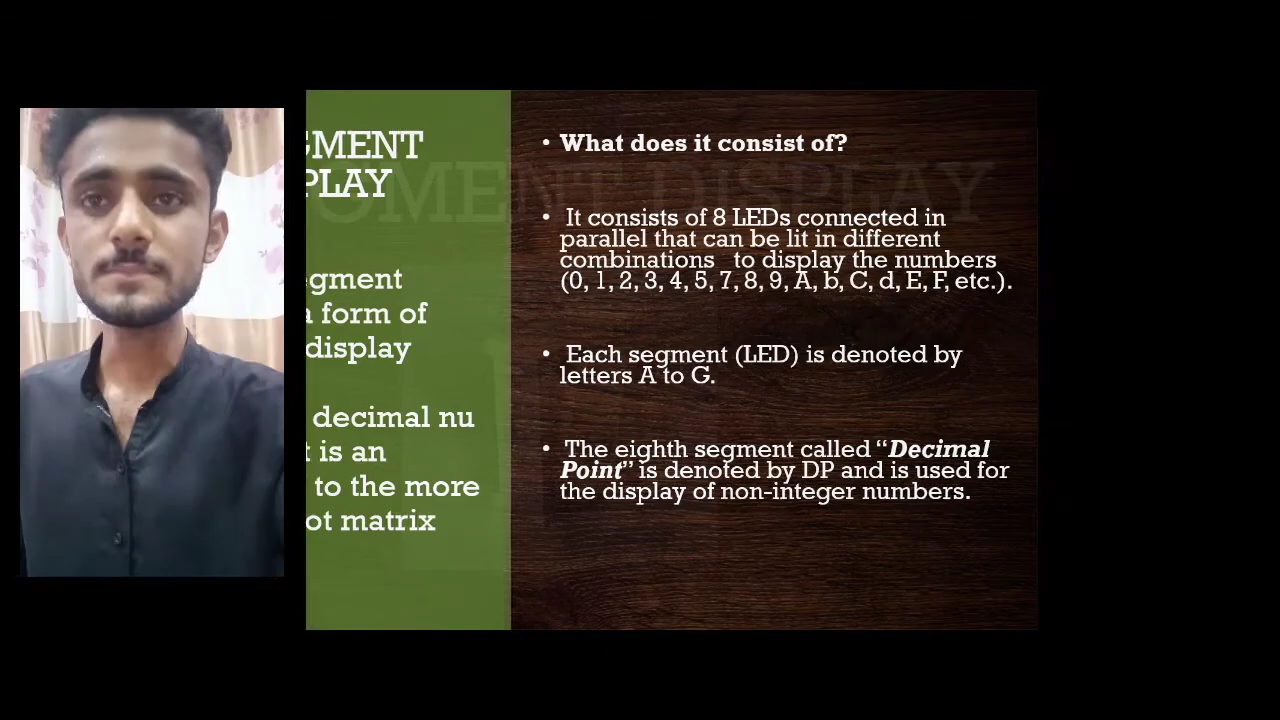 GMENT
PLAY
egment
a form of
display
decimal nu
t is an
to the more
ot matrix
• What does it consist of?
• It consists of 8 LEDs connected in
parallel that can be lit in different
combinations to display the numbers
(0, 1, 2, 3, 4, 5, 7, 8, 9, A, b, C, d, E, F, etc.).
• Each segment (LED) is denoted by
letters A to G.
• The eighth segment called “Decimal
Point” is denoted by DP and is used for
the display of non-integer numbers.
GMENT DISPLAY